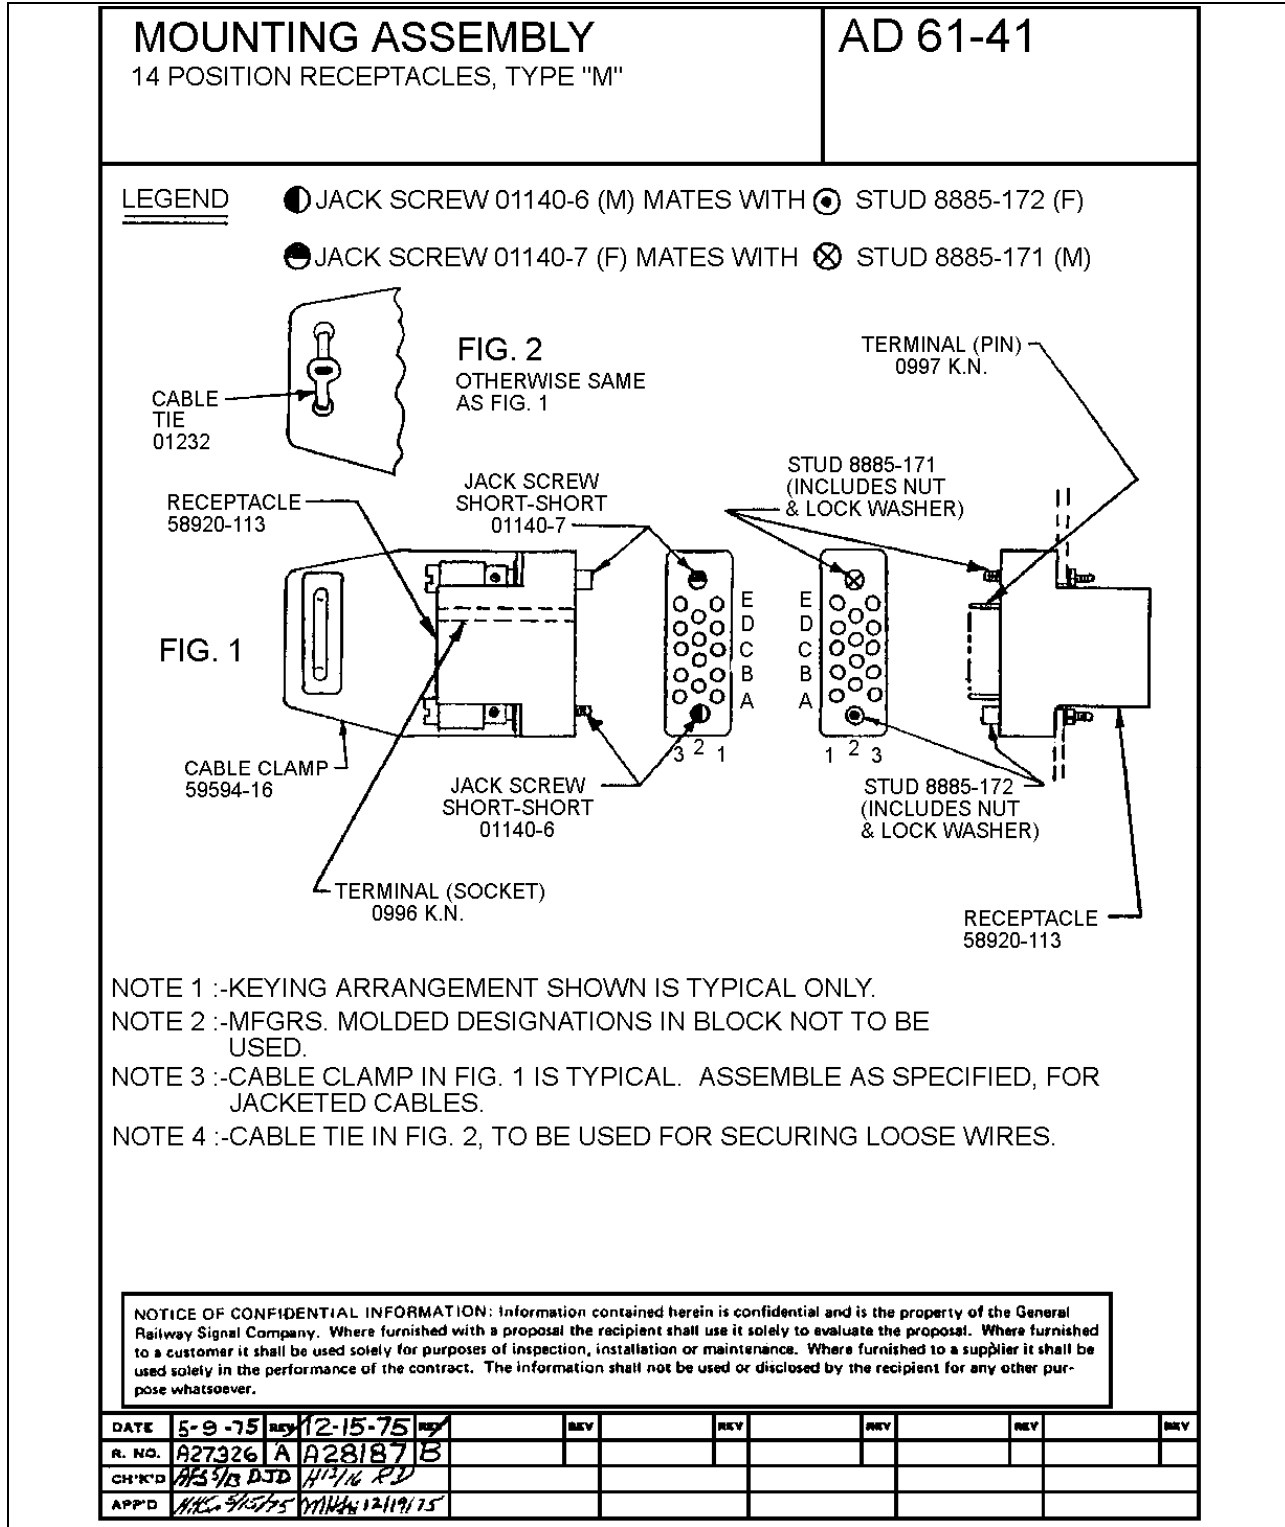 MOUNTING ASSEMBLY
14 POSITION RECEPTACLES, TYPE "M"
AD 61-41
LEGEND
JACK SCREW 01140-6 (M) MATES WITH STUD 8885-172 (F)
JACK SCREW 01140-7 (F) MATES WITH STUD 8885-171 (M)
FIG. 2
OTHERWISE SAME
AS FIG. 1
CABLE
TIE
01232
TERMINAL (PIN)
0997 K.N.
RECEPTACLE
58920-113
JACK SCREW
SHORT-SHORT
01140-7
STUD 8885-171
(INCLUDES NUT
& LOCK WASHER)
FIG. 1
E
D
C
B
A
3 2 1
E
D
C
B
A
1 2 3
CABLE CLAMP
59594-16
JACK SCREW
SHORT-SHORT
01140-6
STUD 8885-172
(INCLUDES NUT
& LOCK WASHER)
TERMINAL (SOCKET)
0996 K.N.
RECEPTACLE
58920-113
NOTE 1 :-KEYING ARRANGEMENT SHOWN IS TYPICAL ONLY.
NOTE 2 :-MFGRS. MOLDED DESIGNATIONS IN BLOCK NOT TO BE
USED.
NOTE 3 :-CABLE CLAMP IN FIG. 1 IS TYPICAL. ASSEMBLE AS SPECIFIED, FOR
JACKETED CABLES.
NOTE 4 :-CABLE TIE IN FIG. 2, TO BE USED FOR SECURING LOOSE WIRES.
NOTICE OF CONFIDENTIAL INFORMATION: Information contained herein is confidential and is the property of the General
Railway Signal Company. Where furnished with a proposal the recipient shall use it solely to evaluate the proposal. Where furnished
to a customer it shall be used solely for purposes of inspection, installation or maintenance. Where furnished to a supplier it shall be
used solely in the performance of the contract. The information shall not be used or disclosed by the recipient for any other pur-
pose whatsoever.
DATE 5-9-75 REV 12-15-75 REV REV REV REV REV REV
R. NO. A27326 A A28187 B
CH'K'D 5/13 DJD 12/16
APP'D 5/15/75 12/19/75